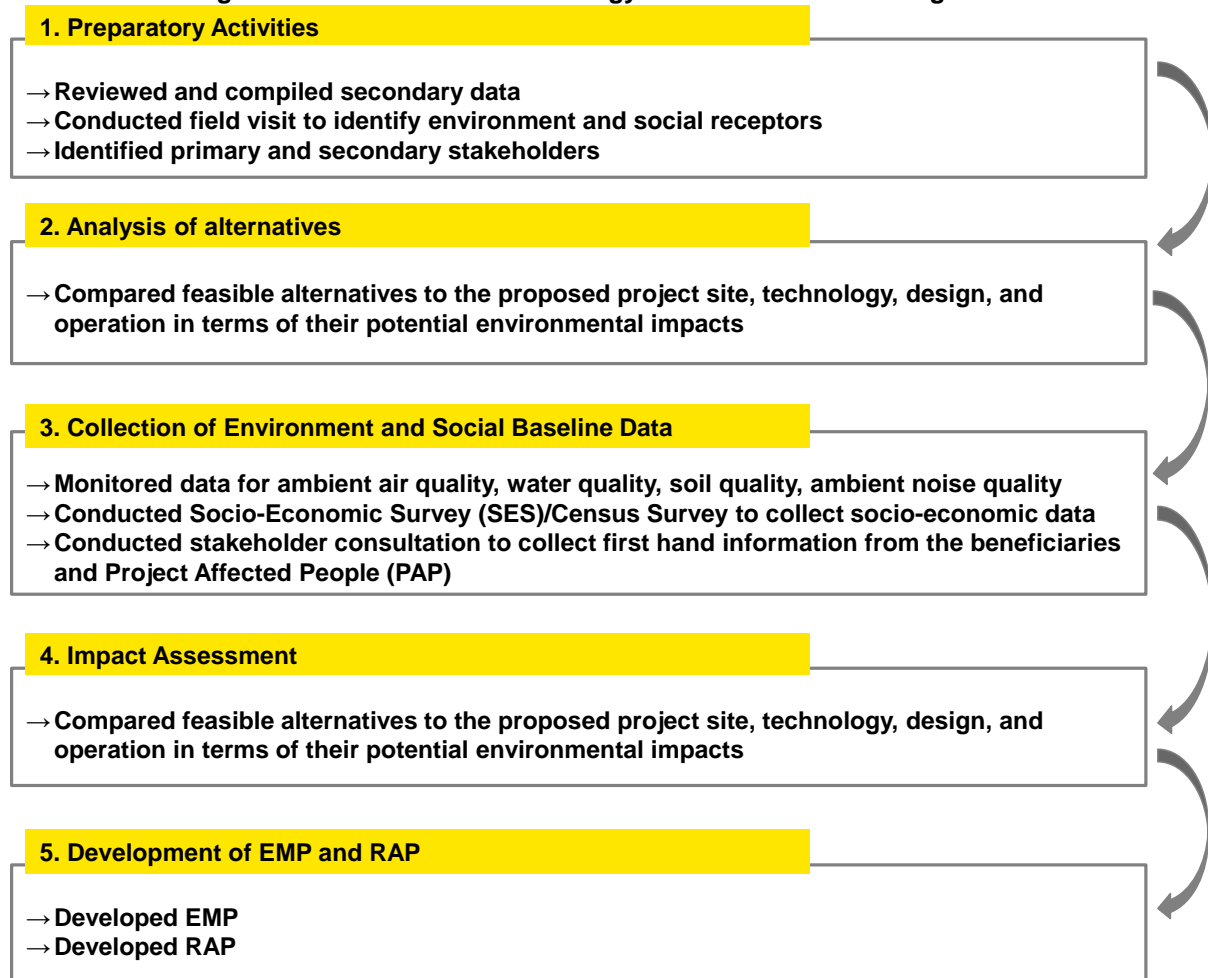 1. Preparatory Activities
→Reviewed and compiled secondary data
→Conducted field visit to identify environment and social receptors
→Identified primary and secondary stakeholders
2. Analysis of alternatives
→Compared feasible alternatives to the proposed project site, technology, design, and
operation in terms of their potential environmental impacts
3. Collection of Environment and Social Baseline Data
→Monitored data for ambient air quality, water quality, soil quality, ambient noise quality
→Conducted Socio-Economic Survey (SES)/Census Survey to collect socio-economic data
→Conducted stakeholder consultation to collect first hand information from the beneficiaries
and Project Affected People (PAP)
4. Impact Assessment
→Compared feasible alternatives to the proposed project site, technology, design, and
operation in terms of their potential environmental impacts
5. Development of EMP and RAP
→Developed EMP
→Developed RAP